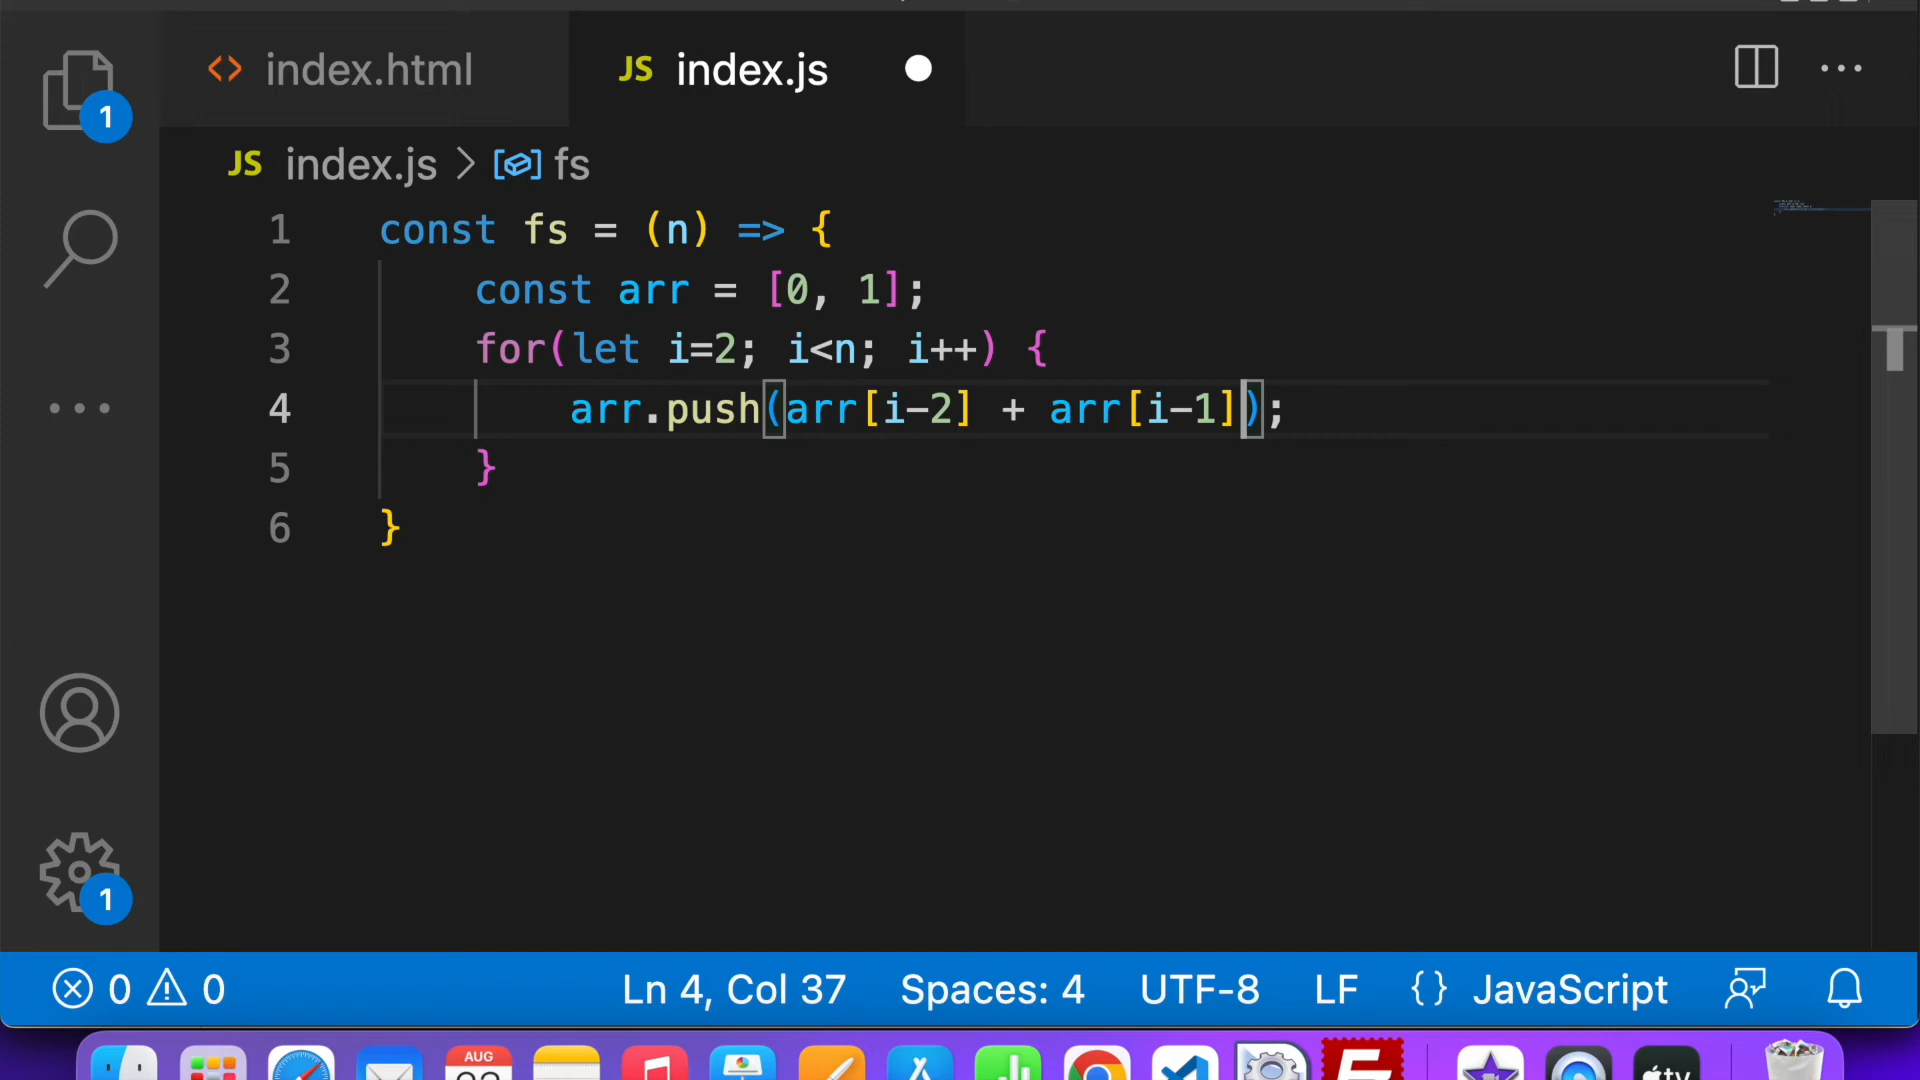 <> index.html JS index.js
1
JS index.js > fs
1 const fs = (n) => {
2 const arr = [0, 1];
3 for(let i=2; i<n; i++) {
4 arr.push(arr[i-2] + arr[i-1]);
5 }
6 }
1
0 0 Ln 4, Col 37 Spaces: 4 UTF-8 LF {} JavaScript
AUG
tv